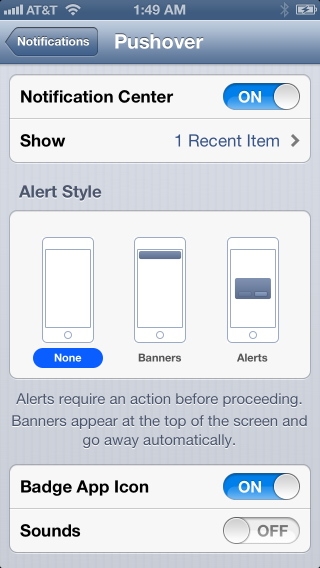 AT&T 1:49 AM
Notifications Pushover
Notification Center ON
Show 1 Recent Item
Alert Style
None Banners Alerts
Alerts require an action before proceeding.
Banners appear at the top of the screen and
go away automatically.
Badge App Icon ON
Sounds OFF